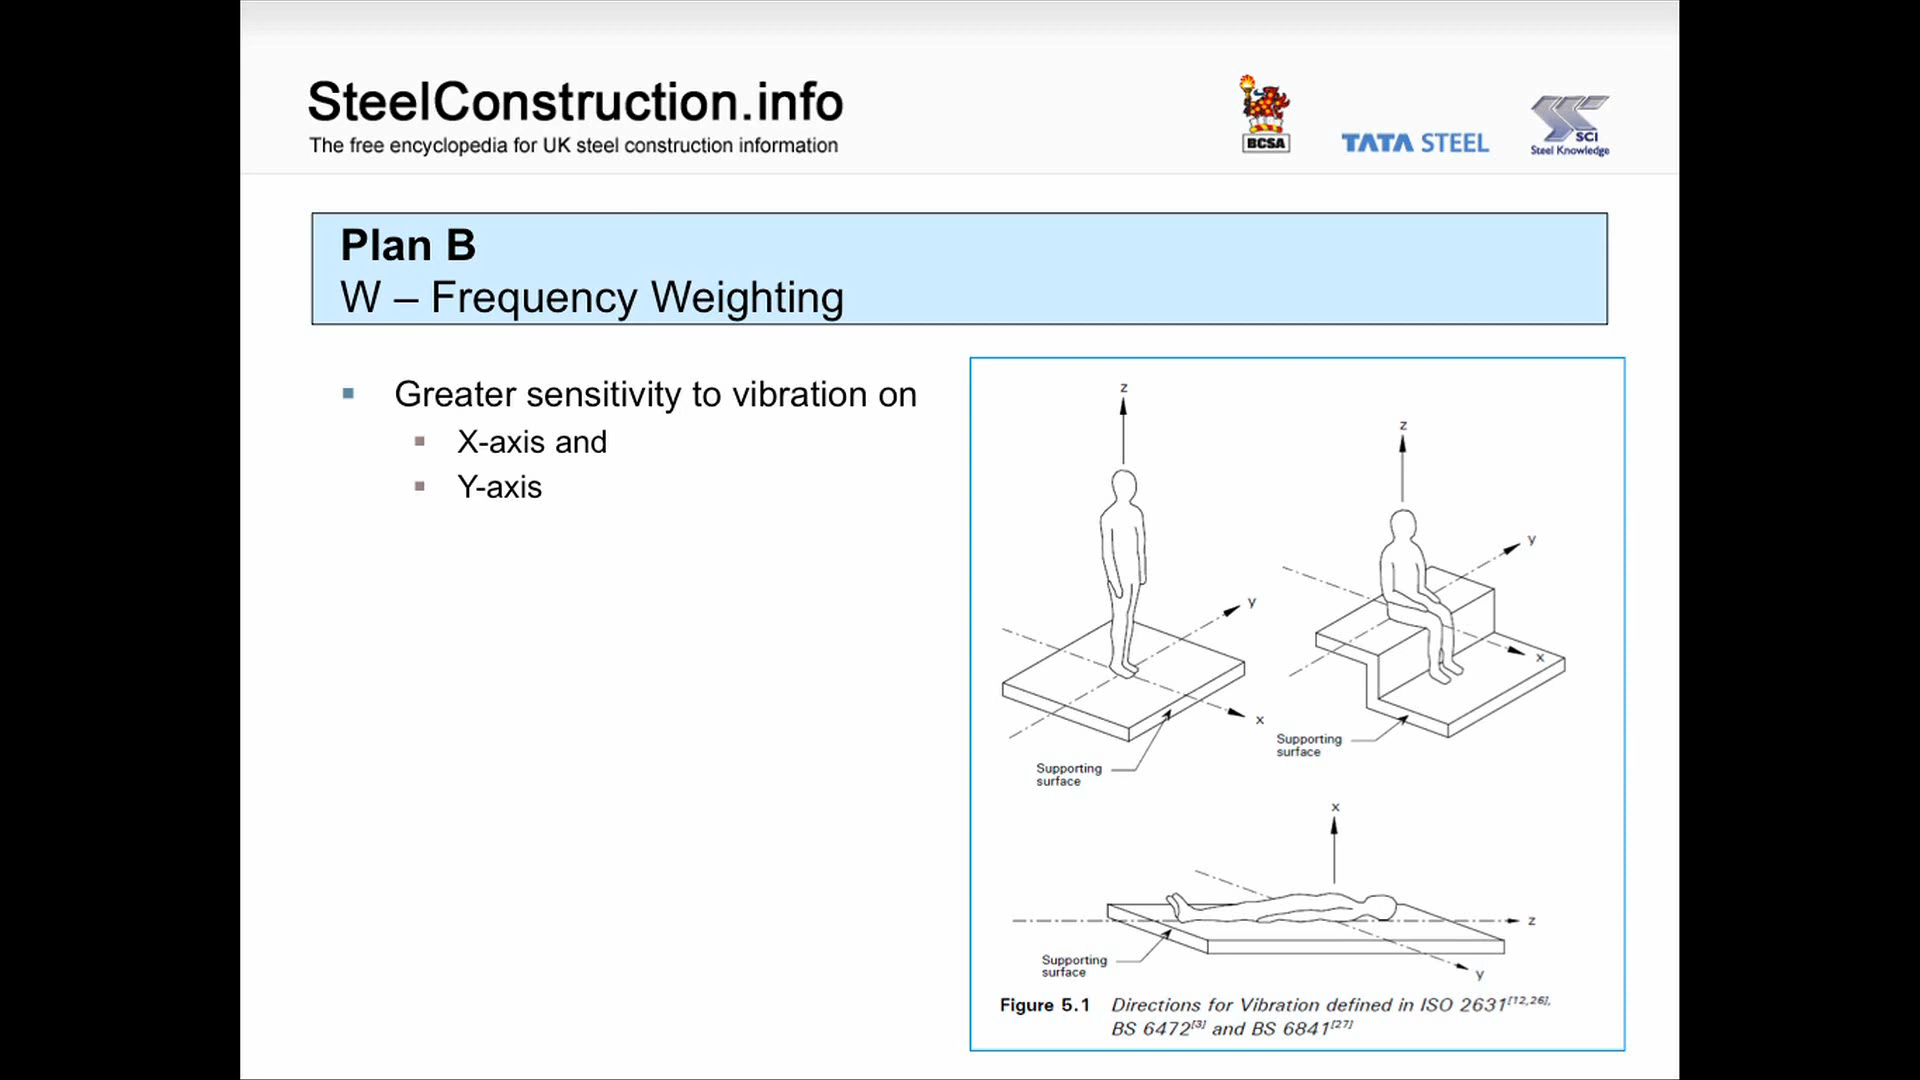 SteelConstruction.info
The free encyclopedia for UK steel construction information
BCSA
TATA STEEL
SCI
Steel Knowledge
Plan B
W – Frequency Weighting
Greater sensitivity to vibration on
X-axis and
Y-axis
z
y
x
Supporting
surface
z
y
x
Supporting
surface
x
z
y
Supporting
surface
Figure 5.1 Directions for Vibration defined in ISO 2631[12,26],
BS 6472[3] and BS 6841[27]